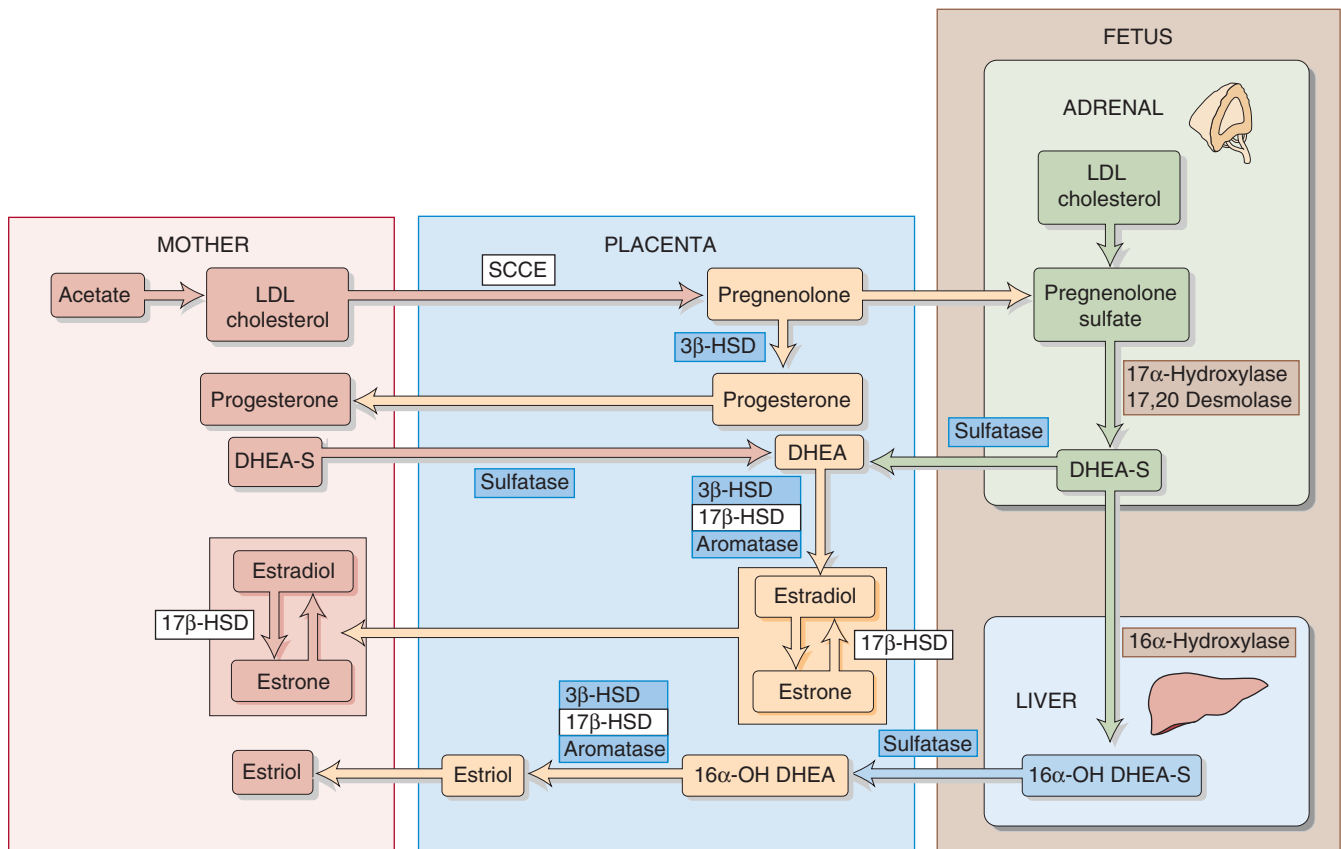 FETUS
ADRENAL
LDL
cholesterol
MOTHER
PLACENTA
SCCE
Acetate
LDL
cholesterol
Pregnenolone
Pregnenolone
sulfate
3β-HSD
17α-Hydroxylase
17,20 Desmolase
Progesterone
Progesterone
Sulfatase
DHEA-S
DHEA
DHEA-S
Sulfatase
3β-HSD
17β-HSD
Aromatase
Estradiol
Estradiol
17β-HSD
17β-HSD
16α-Hydroxylase
Estrone
Estrone
3β-HSD
17β-HSD
Aromatase
LIVER
Sulfatase
Estriol
Estriol
16α-OH DHEA
16α-OH DHEA-S